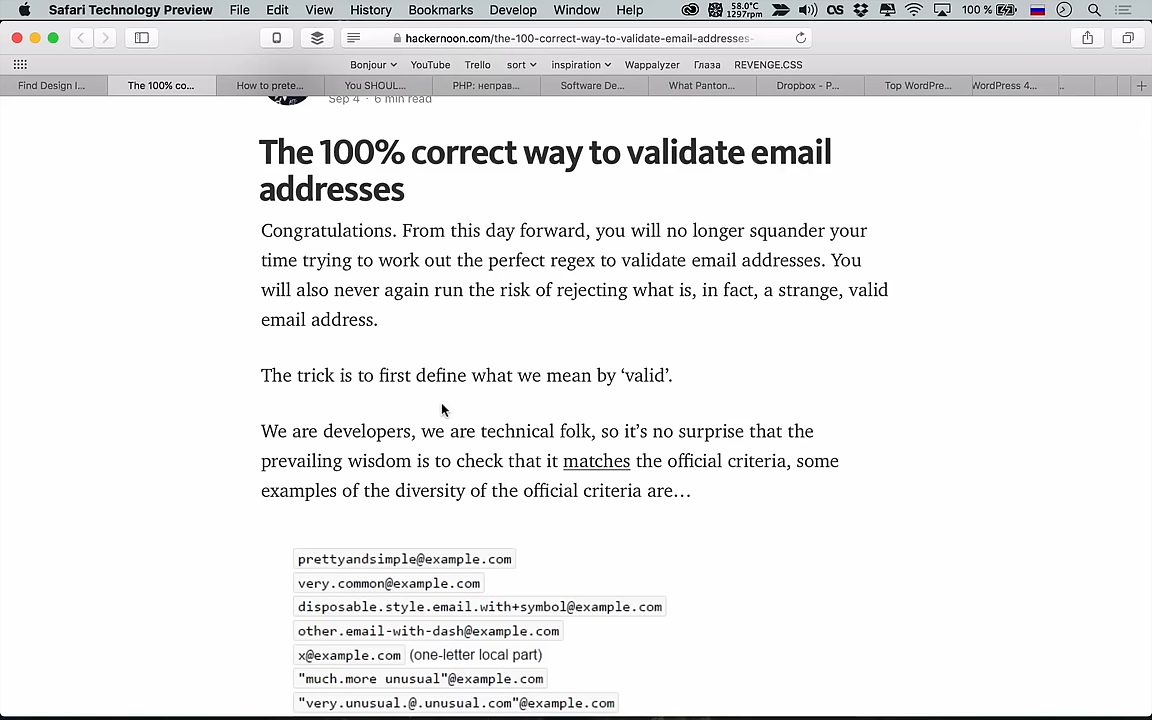 Safari Technology Preview File Edit View History Bookmarks Develop Window Help 58.0°C 1297rpm 100 %
hackernoon.com/the-100-correct-way-to-validate-email-addresses-
Bonjour YouTube Trello sort inspiration Wappalyzer Глаза REVENGE.CSS
Find Design I... The 100% co... How to prete... You SHOUL... PHP: неправ... Software De... What Panton... Dropbox - P... Top WordPre... WordPress 4...
Sep 4 · 6 min read
The 100% correct way to validate email
addresses
Congratulations. From this day forward, you will no longer squander your
time trying to work out the perfect regex to validate email addresses. You
will also never again run the risk of rejecting what is, in fact, a strange, valid
email address.
The trick is to first define what we mean by ‘valid’.
We are developers, we are technical folk, so it’s no surprise that the
prevailing wisdom is to check that it matches the official criteria, some
examples of the diversity of the official criteria are…
prettyandsimple@example.com
very.common@example.com
disposable.style.email.with+symbol@example.com
other.email-with-dash@example.com
x@example.com (one-letter local part)
"much.more unusual"@example.com
"very.unusual.@.unusual.com"@example.com